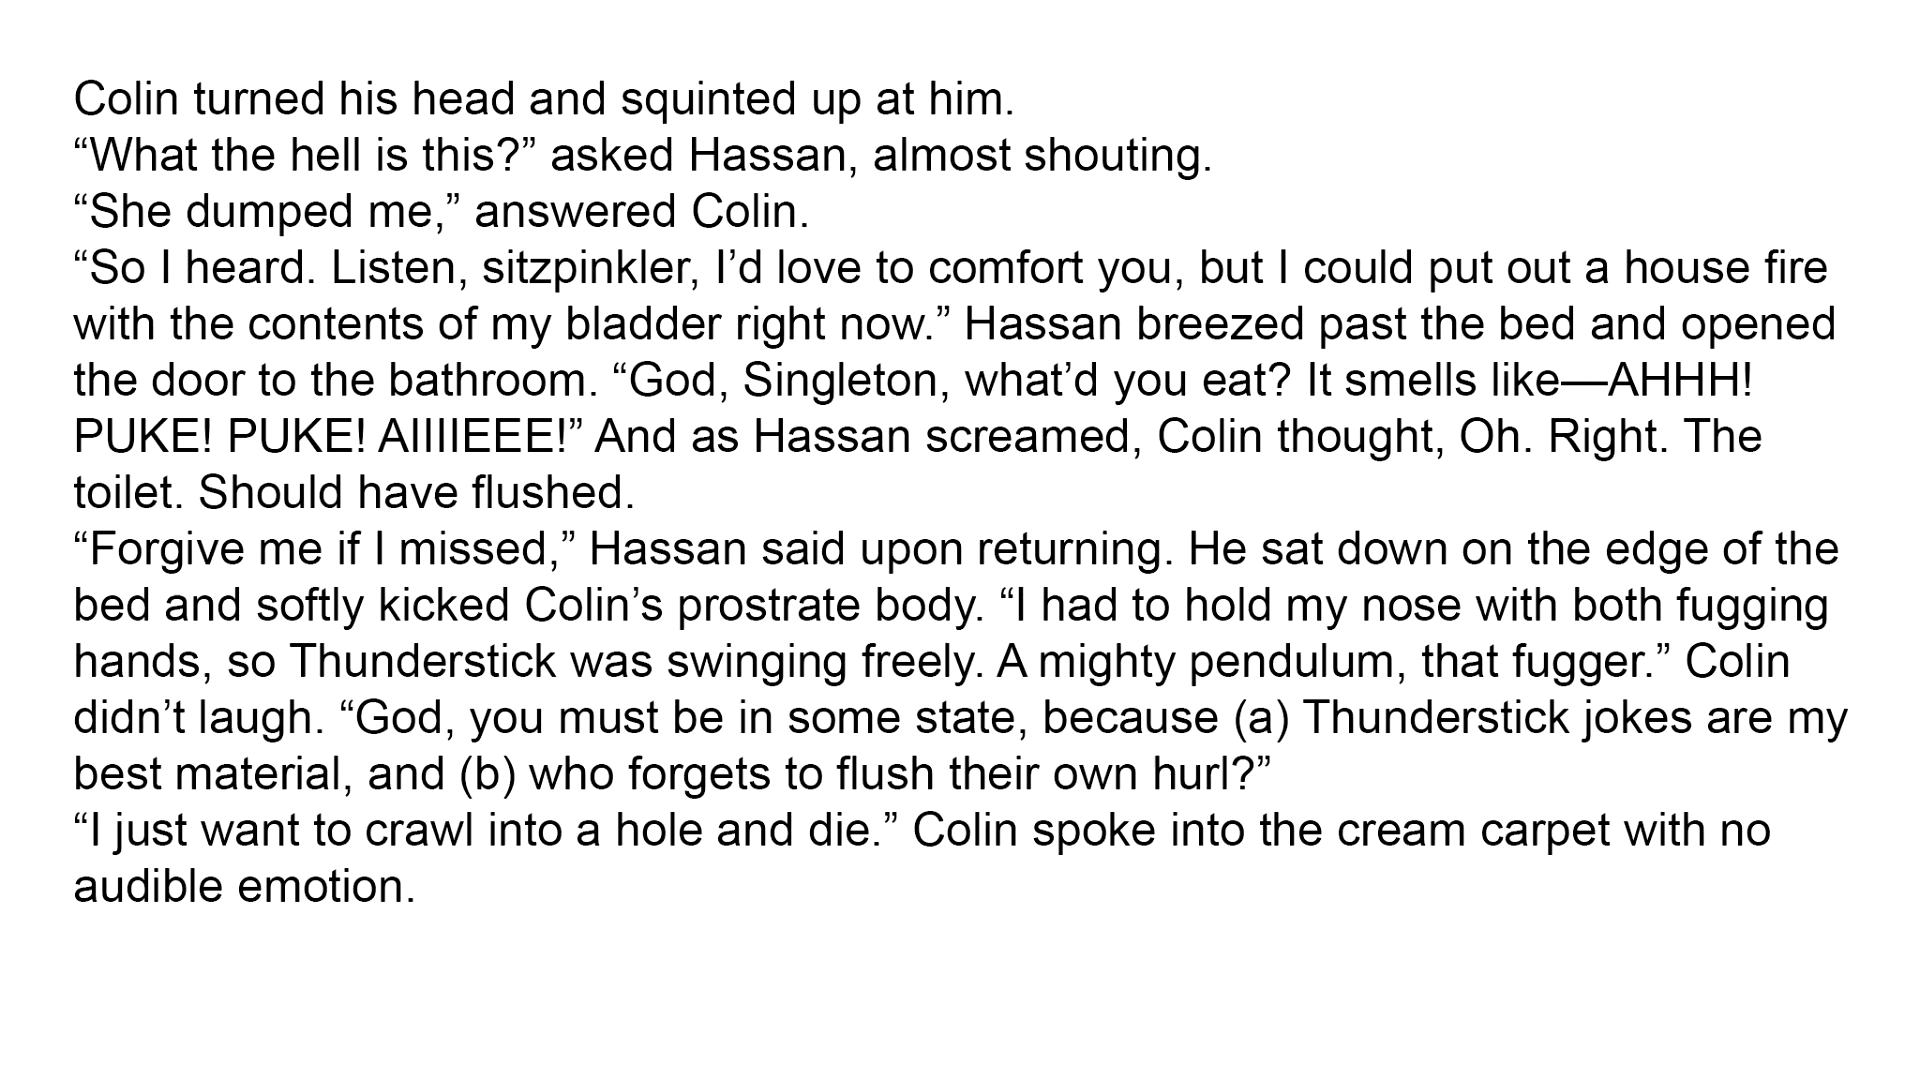 Colin turned his head and squinted up at him.
“What the hell is this?” asked Hassan, almost shouting.
“She dumped me,” answered Colin.
“So I heard. Listen, sitzpinkler, I’d love to comfort you, but I could put out a house fire
with the contents of my bladder right now.” Hassan breezed past the bed and opened
the door to the bathroom. “God, Singleton, what’d you eat? It smells like—AHHH!
PUKE! PUKE! AIIIIEEE!” And as Hassan screamed, Colin thought, Oh. Right. The
toilet. Should have flushed.
“Forgive me if I missed,” Hassan said upon returning. He sat down on the edge of the
bed and softly kicked Colin’s prostrate body. “I had to hold my nose with both fugging
hands, so Thunderstick was swinging freely. A mighty pendulum, that fugger.” Colin
didn’t laugh. “God, you must be in some state, because (a) Thunderstick jokes are my
best material, and (b) who forgets to flush their own hurl?”
“I just want to crawl into a hole and die.” Colin spoke into the cream carpet with no
audible emotion.